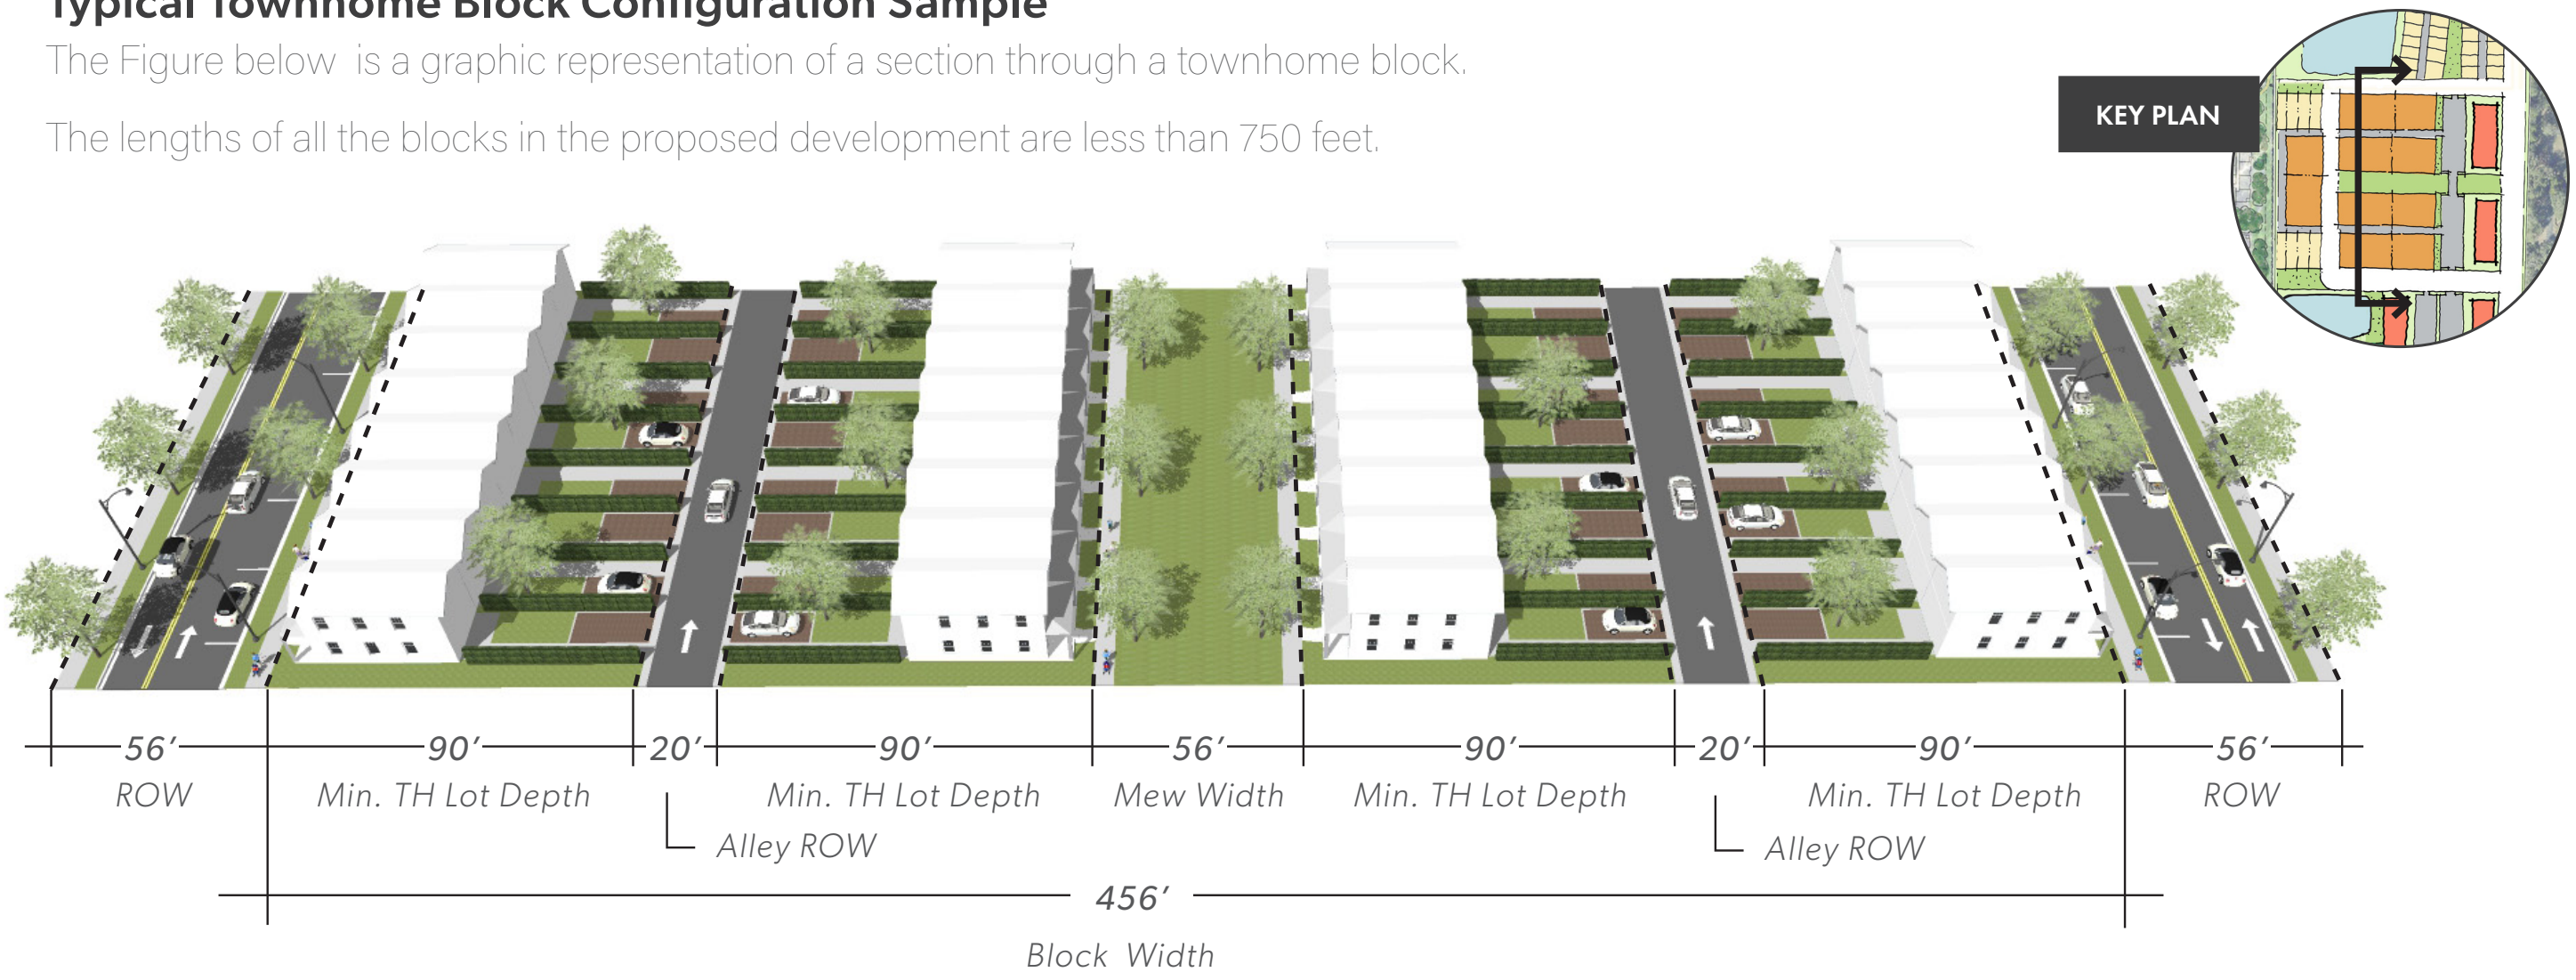 Typical Townhome Block Configuration Sample
The Figure below is a graphic representation of a section through a townhome block.
The lengths of all the blocks in the proposed development are less than 750 feet.
KEY PLAN
56’ 90’ 20’ 90’ 56’ 90’ 20’ 90’ 56’
ROW Min. TH Lot Depth Min. TH Lot Depth Mew Width Min. TH Lot Depth Min. TH Lot Depth ROW
Alley ROW Alley ROW
456’
Block Width